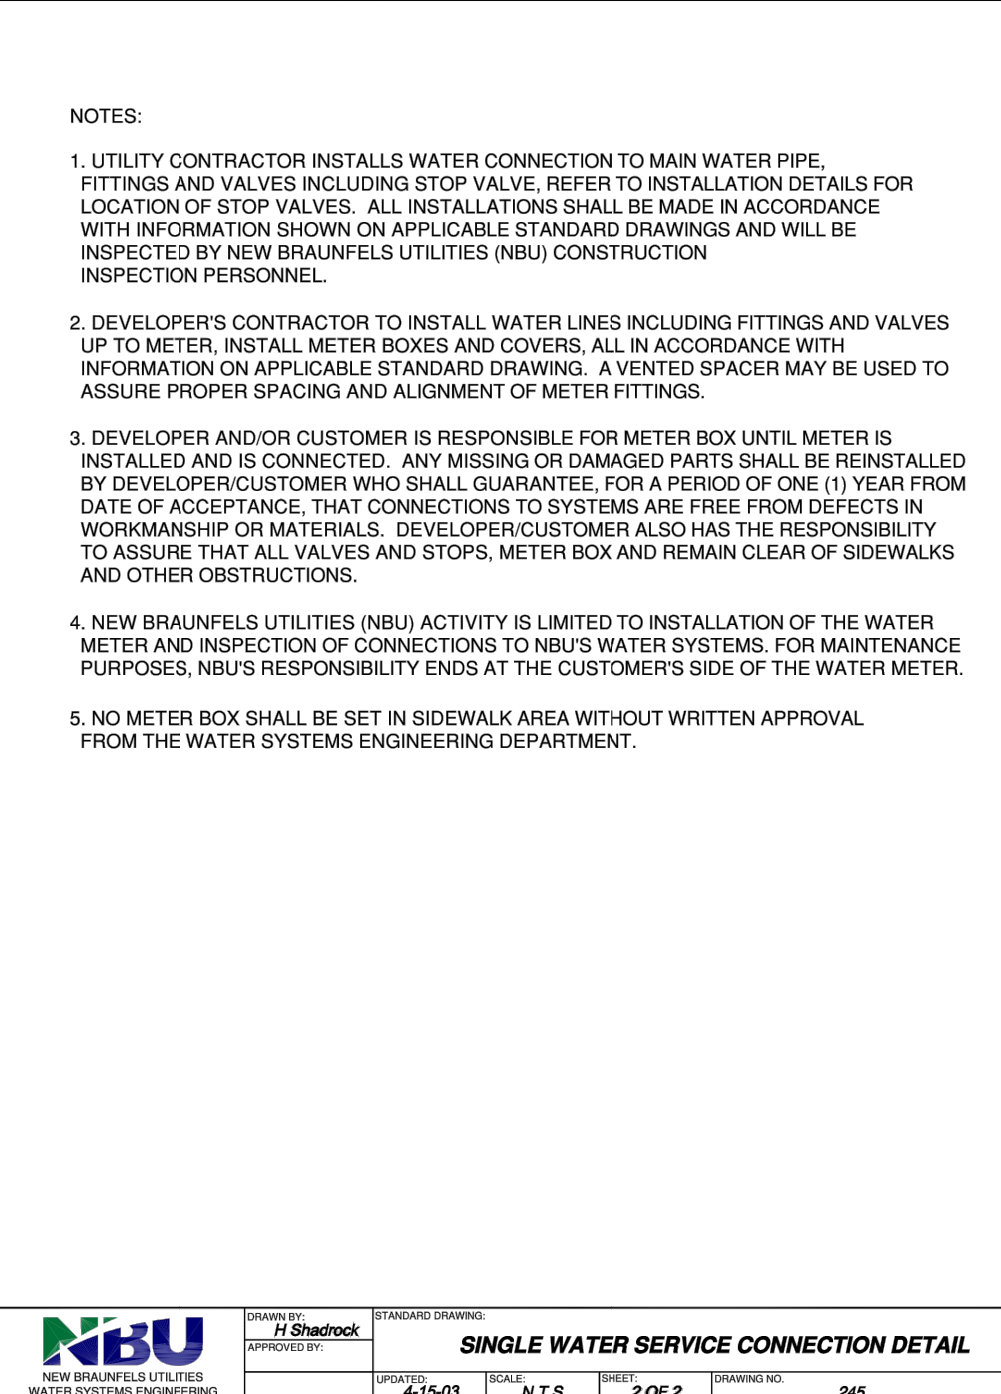 NOTES:
1. UTILITY CONTRACTOR INSTALLS WATER CONNECTION TO MAIN WATER PIPE,
FITTINGS AND VALVES INCLUDING STOP VALVE, REFER TO INSTALLATION DETAILS FOR
LOCATION OF STOP VALVES.  ALL INSTALLATIONS SHALL BE MADE IN ACCORDANCE
WITH INFORMATION SHOWN ON APPLICABLE STANDARD DRAWINGS AND WILL BE
INSPECTED BY NEW BRAUNFELS UTILITIES (NBU) CONSTRUCTION
INSPECTION PERSONNEL.
2. DEVELOPER'S CONTRACTOR TO INSTALL WATER LINES INCLUDING FITTINGS AND VALVES
UP TO METER, INSTALL METER BOXES AND COVERS, ALL IN ACCORDANCE WITH
INFORMATION ON APPLICABLE STANDARD DRAWING.  A VENTED SPACER MAY BE USED TO
ASSURE PROPER SPACING AND ALIGNMENT OF METER FITTINGS.
3. DEVELOPER AND/OR CUSTOMER IS RESPONSIBLE FOR METER BOX UNTIL METER IS
INSTALLED AND IS CONNECTED.  ANY MISSING OR DAMAGED PARTS SHALL BE REINSTALLED
BY DEVELOPER/CUSTOMER WHO SHALL GUARANTEE, FOR A PERIOD OF ONE (1) YEAR FROM
DATE OF ACCEPTANCE, THAT CONNECTIONS TO SYSTEMS ARE FREE FROM DEFECTS IN
WORKMANSHIP OR MATERIALS.  DEVELOPER/CUSTOMER ALSO HAS THE RESPONSIBILITY
TO ASSURE THAT ALL VALVES AND STOPS, METER BOX AND REMAIN CLEAR OF SIDEWALKS
AND OTHER OBSTRUCTIONS.
4. NEW BRAUNFELS UTILITIES (NBU) ACTIVITY IS LIMITED TO INSTALLATION OF THE WATER
METER AND INSPECTION OF CONNECTIONS TO NBU'S WATER SYSTEMS. FOR MAINTENANCE
PURPOSES, NBU'S RESPONSIBILITY ENDS AT THE CUSTOMER'S SIDE OF THE WATER METER.
5. NO METER BOX SHALL BE SET IN SIDEWALK AREA WITHOUT WRITTEN APPROVAL
FROM THE WATER SYSTEMS ENGINEERING DEPARTMENT.
NBU
NEW BRAUNFELS UTILITIES
WATER SYSTEMS ENGINEERING
DRAWN BY:
H Shadrock
APPROVED BY:
STANDARD DRAWING:
SINGLE WATER SERVICE CONNECTION DETAIL
UPDATED:
4-15-03
SCALE:
N.T.S.
SHEET:
2 OF 2
DRAWING NO.
245